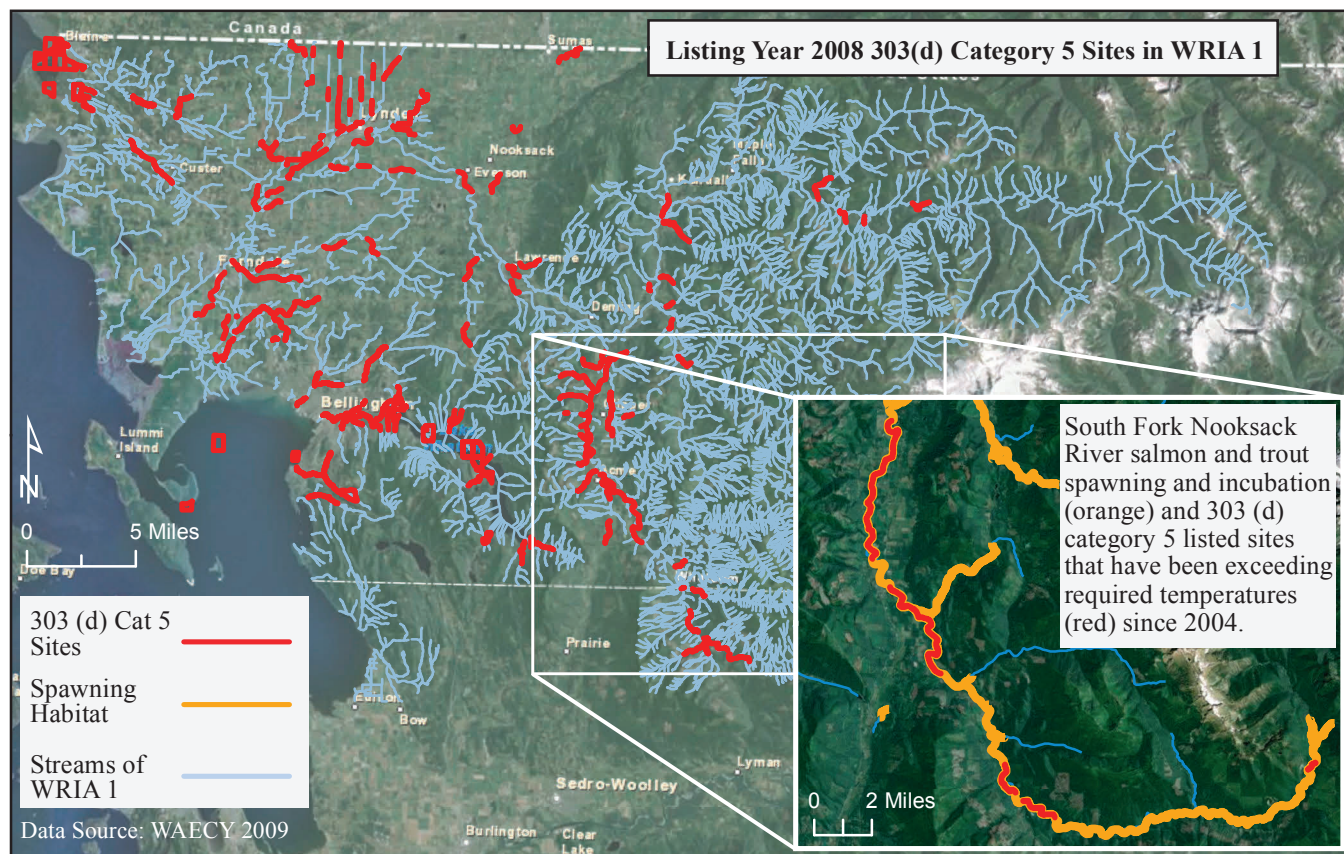 Canada
Blaine
Sumas
Listing Year 2008 303(d) Category 5 Sites in WRIA 1
Lynden
Nooksack
Everson
Custer
Maple
Falls
Kendall
Lawrence
Ferndale
Deming
Bellingham
Lummi
Island
Acme
N
0 5 Miles
Doe Bay
Wickersham
Prairie
Edison
Bow
Lyman
Sedro-Woolley
Burlington
Clear
Lake
303 (d) Cat 5
Sites
Spawning
Habitat
Streams of
WRIA 1
Data Source: WAECY 2009
South Fork Nooksack
River salmon and trout
spawning and incubation
(orange) and 303 (d)
category 5 listed sites
that have been exceeding
required temperatures
(red) since 2004.
0 2 Miles